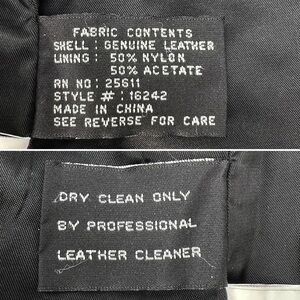 FABRIC CONTENTS
SHELL : GENUINE LEATHER
LINING : 50% NYLON
50% ACETATE
RN NO : 25611
STYLE # : 16242
MADE IN CHINA
SEE REVERSE FOR CARE
DRY CLEAN ONLY
BY PROFESSIONAL
LEATHER CLEANER